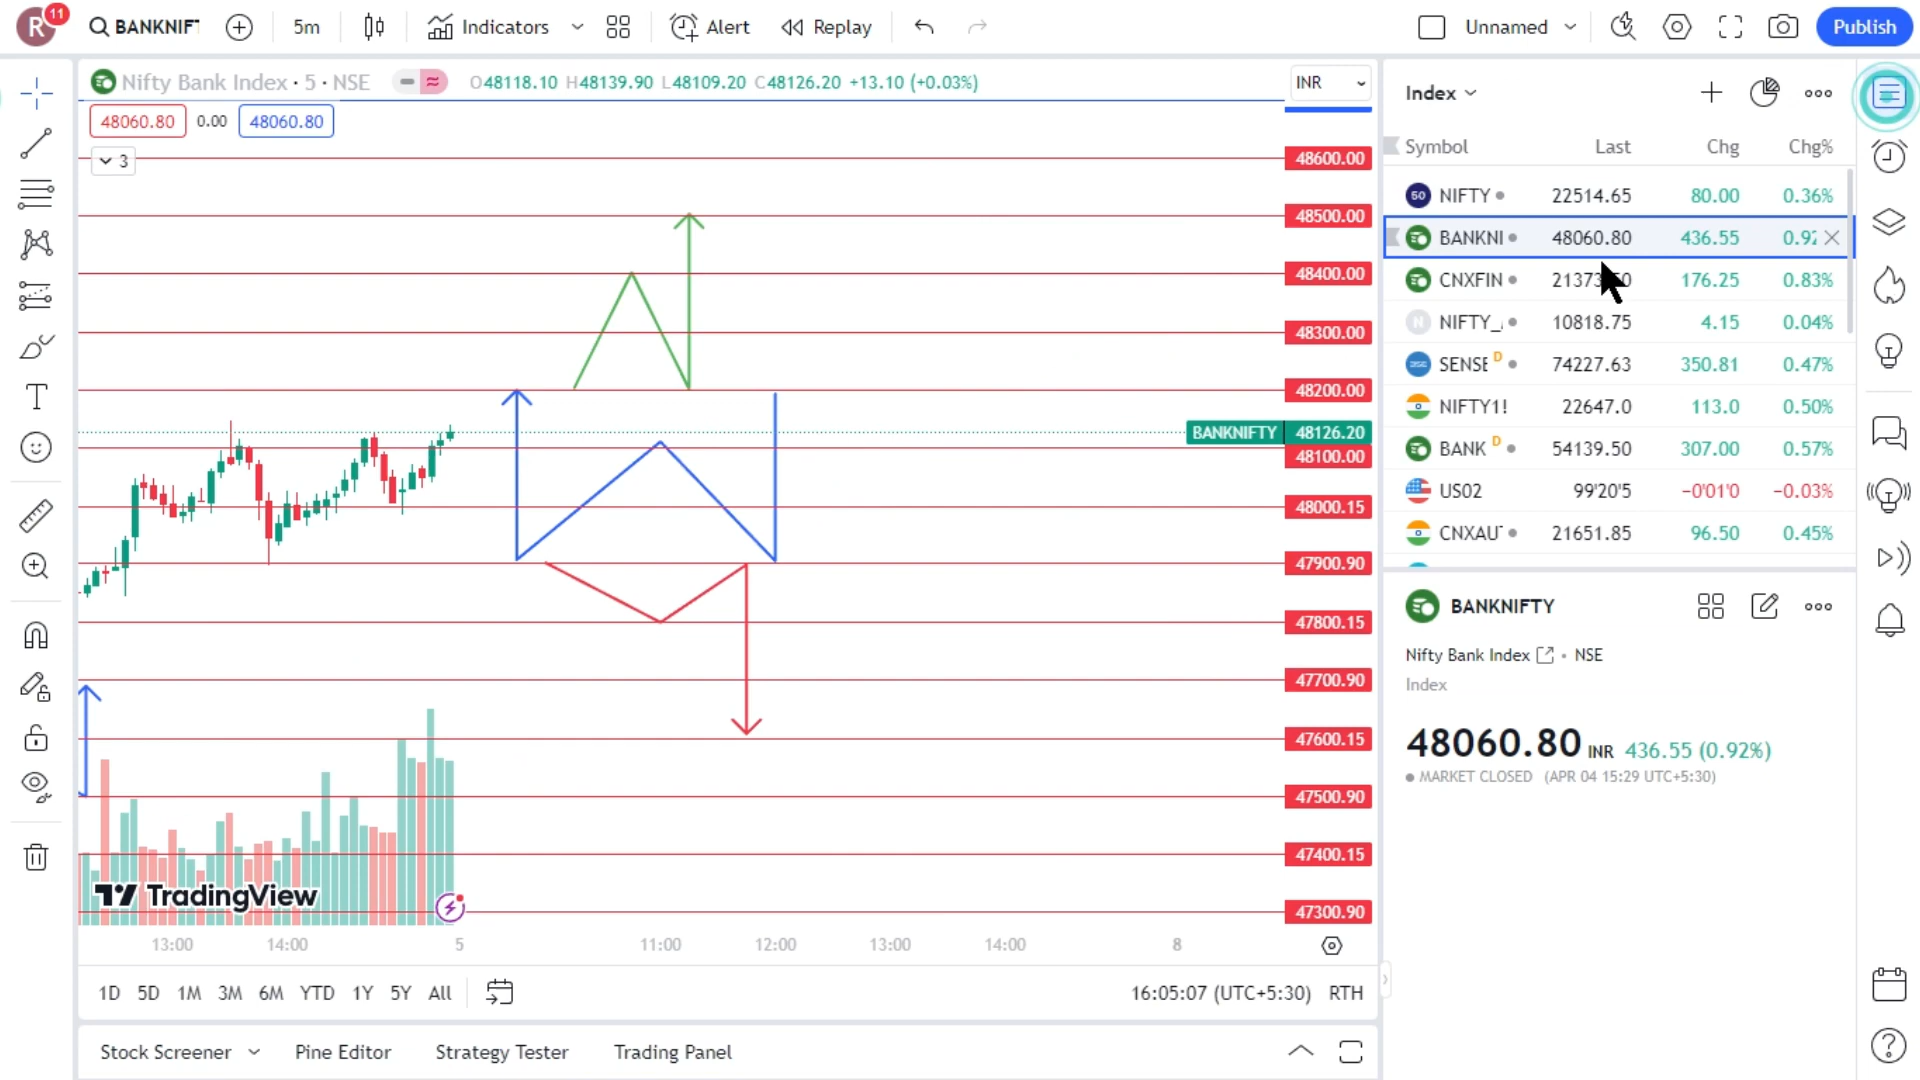 R 11 BANKNIFT 5m Indicators Alert Replay Unnamed Publish
Nifty Bank Index · 5 · NSE O48118.10 H48139.90 L48109.20 C48126.20 +13.10 (+0.03%) INR
48060.80 0.00 48060.80
3
48600.00
48500.00
48400.00
48300.00
48200.00
BANKNIFTY 48126.20
48100.00
48000.15
47900.90
47800.15
47700.90
47600.15
47500.90
47400.15
47300.90
TradingView
13:00 14:00 5 11:00 12:00 13:00 14:00 8
1D 5D 1M 3M 6M YTD 1Y 5Y All 16:05:07 (UTC+5:30) RTH
Stock Screener Pine Editor Strategy Tester Trading Panel
Index
Symbol Last Chg Chg%
50 NIFTY 22514.65 80.00 0.36%
BANKNI 48060.80 436.55 0.92
CNXFIN 21373 0 176.25 0.83%
N NIFTY_ 10818.75 4.15 0.04%
SENSE D 74227.63 350.81 0.47%
NIFTY1! 22647.0 113.0 0.50%
BANK D 54139.50 307.00 0.57%
US02 99'20'5 −0'01'0 −0.03%
CNXAU 21651.85 96.50 0.45%
BANKNIFTY
Nifty Bank Index • NSE
Index
48060.80 INR 436.55 (0.92%)
MARKET CLOSED (APR 04 15:29 UTC+5:30)